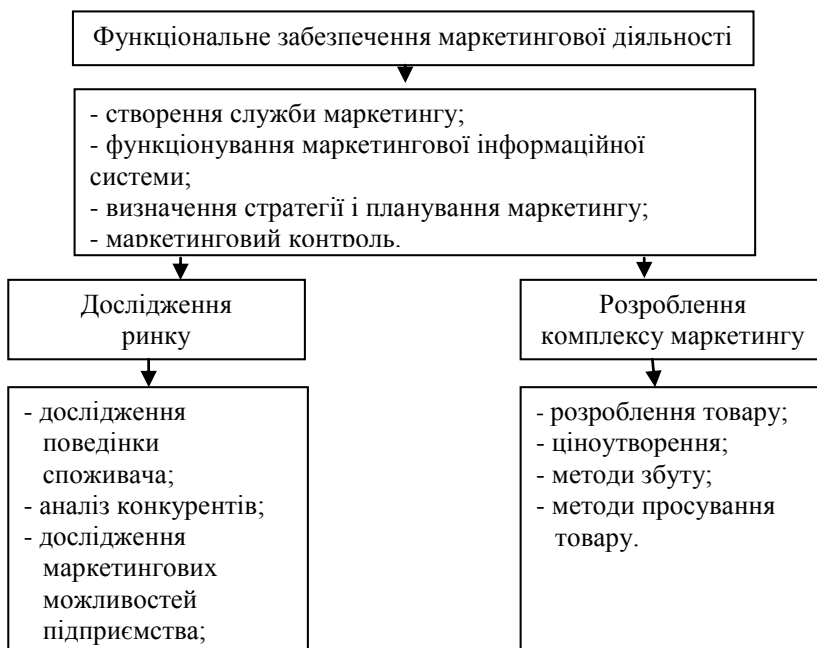 Функціональне забезпечення маркетингової діяльності
- створення служби маркетингу;
- функціонування маркетингової інформаційної
системи;
- визначення стратегії і планування маркетингу;
- маркетинговий контроль.
Дослідження
ринку
Розроблення
комплексу маркетингу
- дослідження
поведінки
споживача;
- аналіз конкурентів;
- дослідження
маркетингових
можливостей
підприємства;
- розроблення товару;
- ціноутворення;
- методи збуту;
- методи просування
товару.